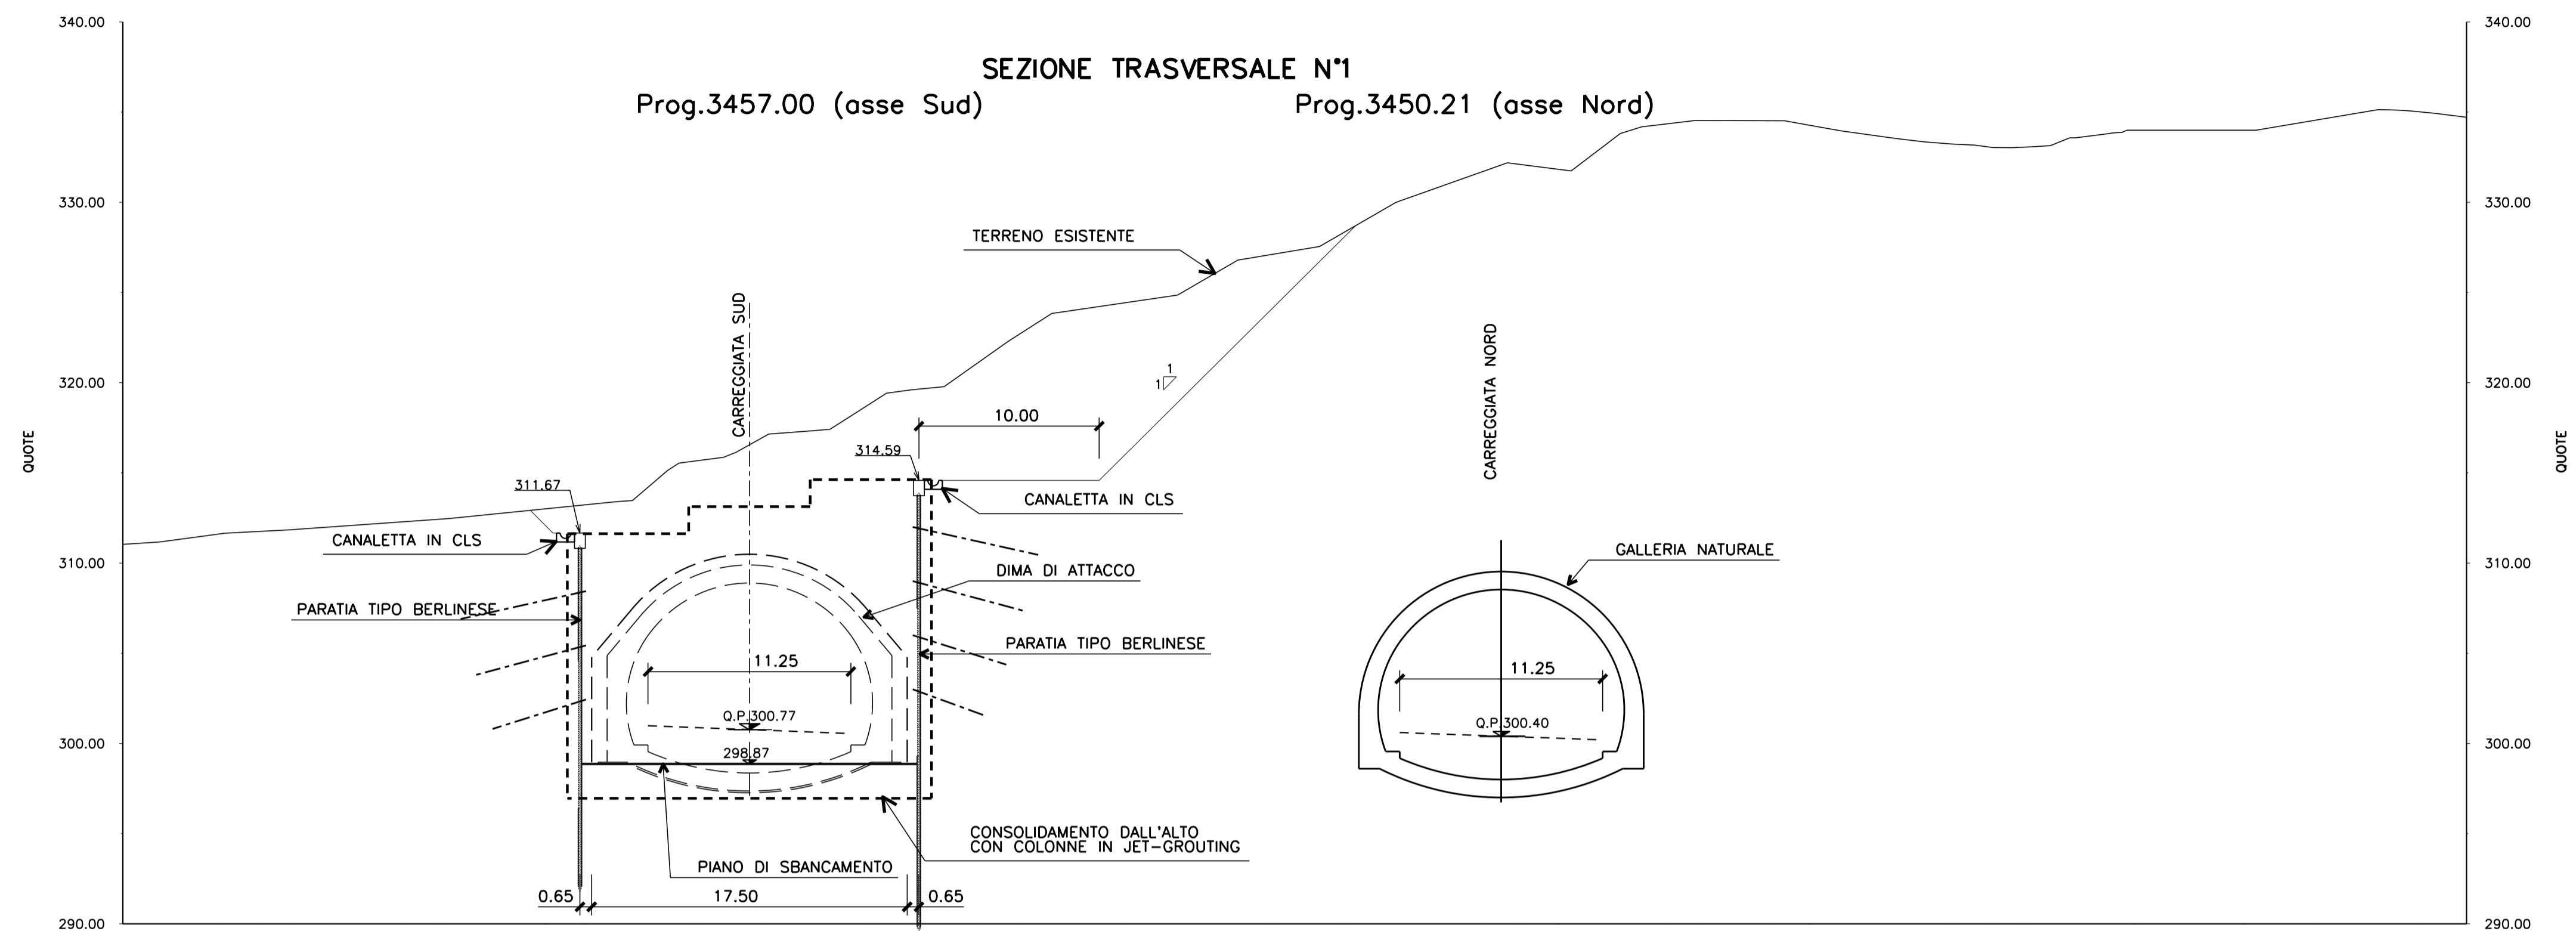 340.00
340.00
SEZIONE TRASVERSALE N°1
Prog.3457.00 (asse Sud)
Prog.3450.21 (asse Nord)
330.00
330.00
TERRENO ESISTENTE
CARREGGIATA SUD
CARREGGIATA NORD
320.00
320.00
1
1
10.00
QUOTE
QUOTE
314.59
311.67
CANALETTA IN CLS
CANALETTA IN CLS
GALLERIA NATURALE
310.00
310.00
DIMA DI ATTACCO
PARATIA TIPO BERLINESE
PARATIA TIPO BERLINESE
11.25
11.25
Q.P.300.77
Q.P.300.40
300.00
300.00
298.87
CONSOLIDAMENTO DALL'ALTO
CON COLONNE IN JET-GROUTING
PIANO DI SBANCAMENTO
0.65
17.50
0.65
290.00
290.00